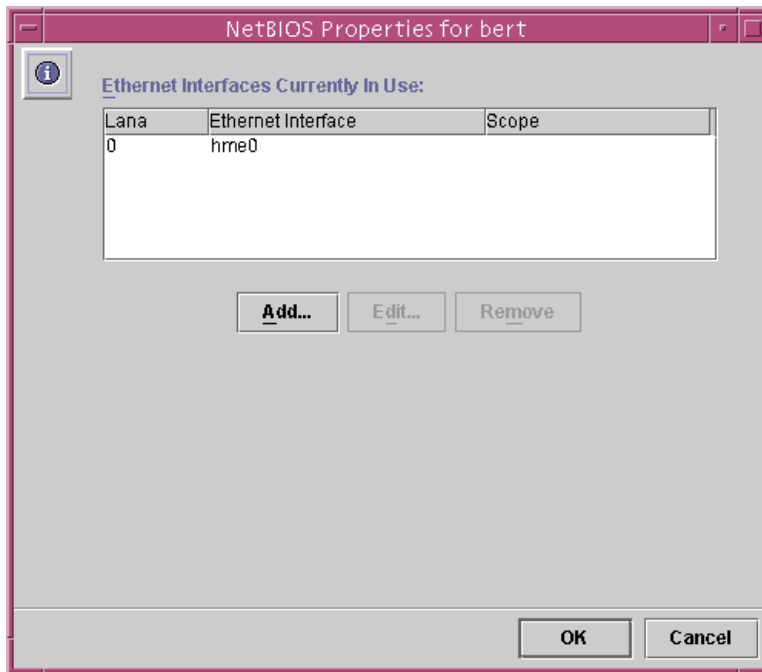 NetBIOS Properties for bert
i
Ethernet Interfaces Currently In Use:
Lana Ethernet Interface Scope
0 hme0
Add... Edit... Remove
OK Cancel